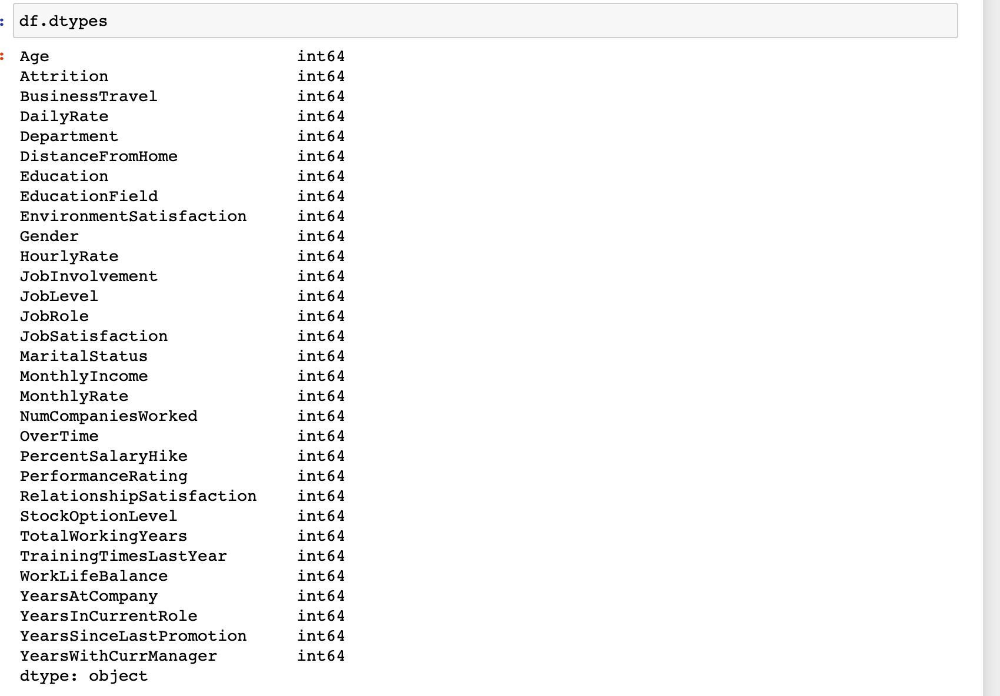 df.dtypes
Age int64
Attrition int64
BusinessTravel int64
DailyRate int64
Department int64
DistanceFromHome int64
Education int64
EducationField int64
EnvironmentSatisfaction int64
Gender int64
HourlyRate int64
JobInvolvement int64
JobLevel int64
JobRole int64
JobSatisfaction int64
MaritalStatus int64
MonthlyIncome int64
MonthlyRate int64
NumCompaniesWorked int64
OverTime int64
PercentSalaryHike int64
PerformanceRating int64
RelationshipSatisfaction int64
StockOptionLevel int64
TotalWorkingYears int64
TrainingTimesLastYear int64
WorkLifeBalance int64
YearsAtCompany int64
YearsInCurrentRole int64
YearsSinceLastPromotion int64
YearsWithCurrManager int64
dtype: object